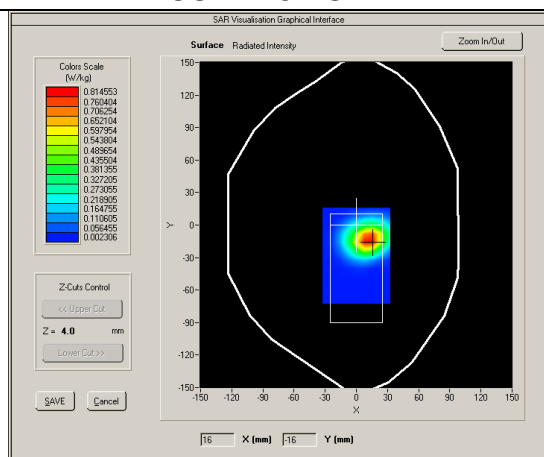 SAR Visualisation Graphical Interface
Surface Radiated Intensity
Zoom In/Out
Colors Scale
(W/kg)
0.814553
0.760404
0.706254
0.652104
0.597954
0.543804
0.489654
0.435504
0.381355
0.327205
0.273055
0.218905
0.164755
0.110605
0.056455
0.002306
Z-Cuts Control
<< Upper Cut
Z = 4.0 mm
Lower Cut >>
SAVE Cancel
150-
120-
90-
60-
30-
0-
-30-
-60-
-90-
-120-
-150-
Y
-150 -120 -90 -60 -30 0 30 60 90 120 150
X
16 X (mm) -16 Y (mm)